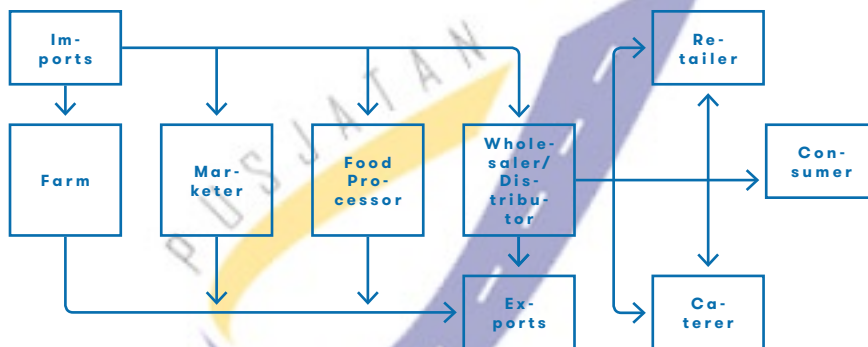 Im-
ports
Re-
tailer
Farm
Mar-
keter
Food
Pro-
cessor
Whole-
saler/
Dis-
tribu-
tor
Con-
sumer
Ex-
ports
Ca-
terer
PUSJATAN